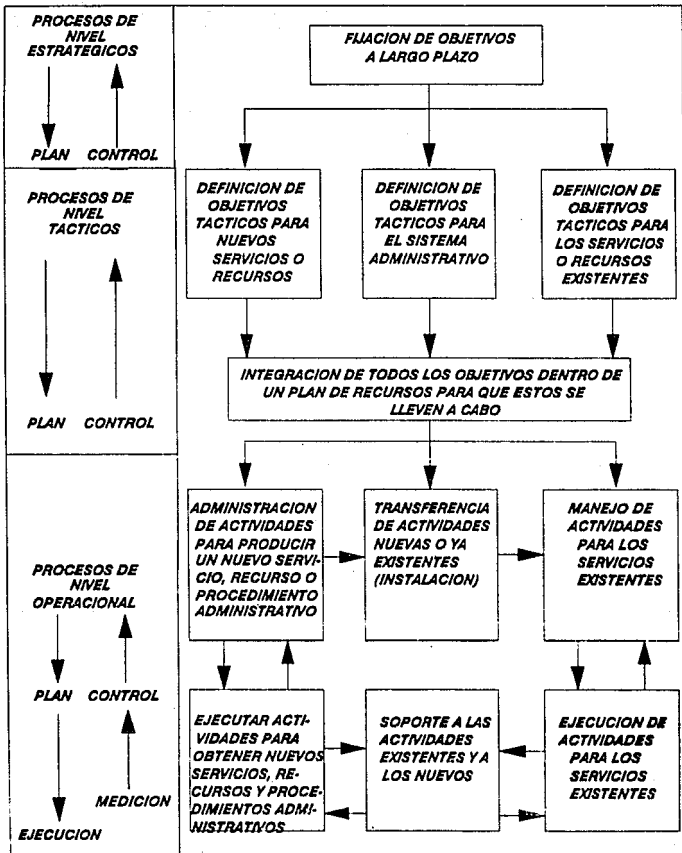 PROCESOS DE
NIVEL
ESTRATEGICOS
PLAN CONTROL
FIJACION DE OBJETIVOS
A LARGO PLAZO
PROCESOS DE
NIVEL
TACTICOS
PLAN CONTROL
DEFINICION DE
OBJETIVOS
TACTICOS PARA
NUEVOS
SERVICIOS O
RECURSOS
DEFINICION DE
OBJETIVOS
TACTICOS PARA
EL SISTEMA
ADMINISTRATIVO
DEFINICION DE
OBJETIVOS
TACTICOS PARA
LOS SERVICIOS
O RECURSOS
EXISTENTES
INTEGRACION DE TODOS LOS OBJETIVOS DENTRO DE
UN PLAN DE RECURSOS PARA QUE ESTOS SE
LLEVEN A CABO
PROCESOS DE
NIVEL
OPERACIONAL
PLAN CONTROL
MEDICION
EJECUCION
ADMINISTRACION
DE ACTIVIDADES
PARA PRODUCIR
UN NUEVO SERVI-
CIO, RECURSO O
PROCEDIMIENTO
ADMINISTRATIVO
TRANSFERENCIA
DE ACTIVIDADES
NUEVAS O YA
EXISTENTES
(INSTALACION)
MANEJO DE
ACTIVIDADES
PARA LOS
SERVICIOS
EXISTENTES
EJECUTAR ACTI-
VIDADES PARA
OBTENER NUEVOS
SERVICIOS, RE-
CURSOS Y PROCE-
DIMIENTOS ADMI-
NISTRATIVOS
SOPORTE A LAS
ACTIVIDADES
EXISTENTES Y A
LOS NUEVOS
EJECUCION DE
ACTIVIDADES
PARA LOS
SERVICIOS
EXISTENTES